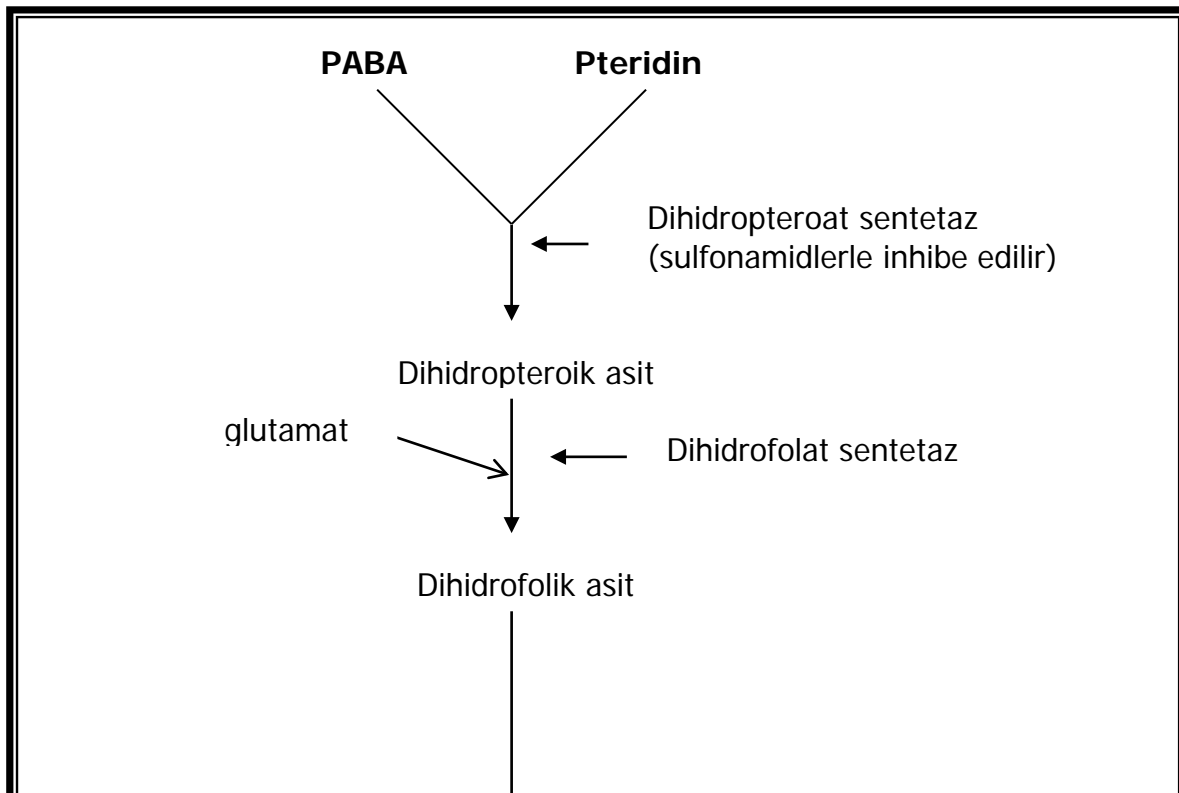 PABA Pteridin
Dihidropteroat sentetaz
(sulfonamidlerle inhibe edilir)
Dihidropteroik asit
glutamat
Dihidrofolat sentetaz
Dihidrofolik asit